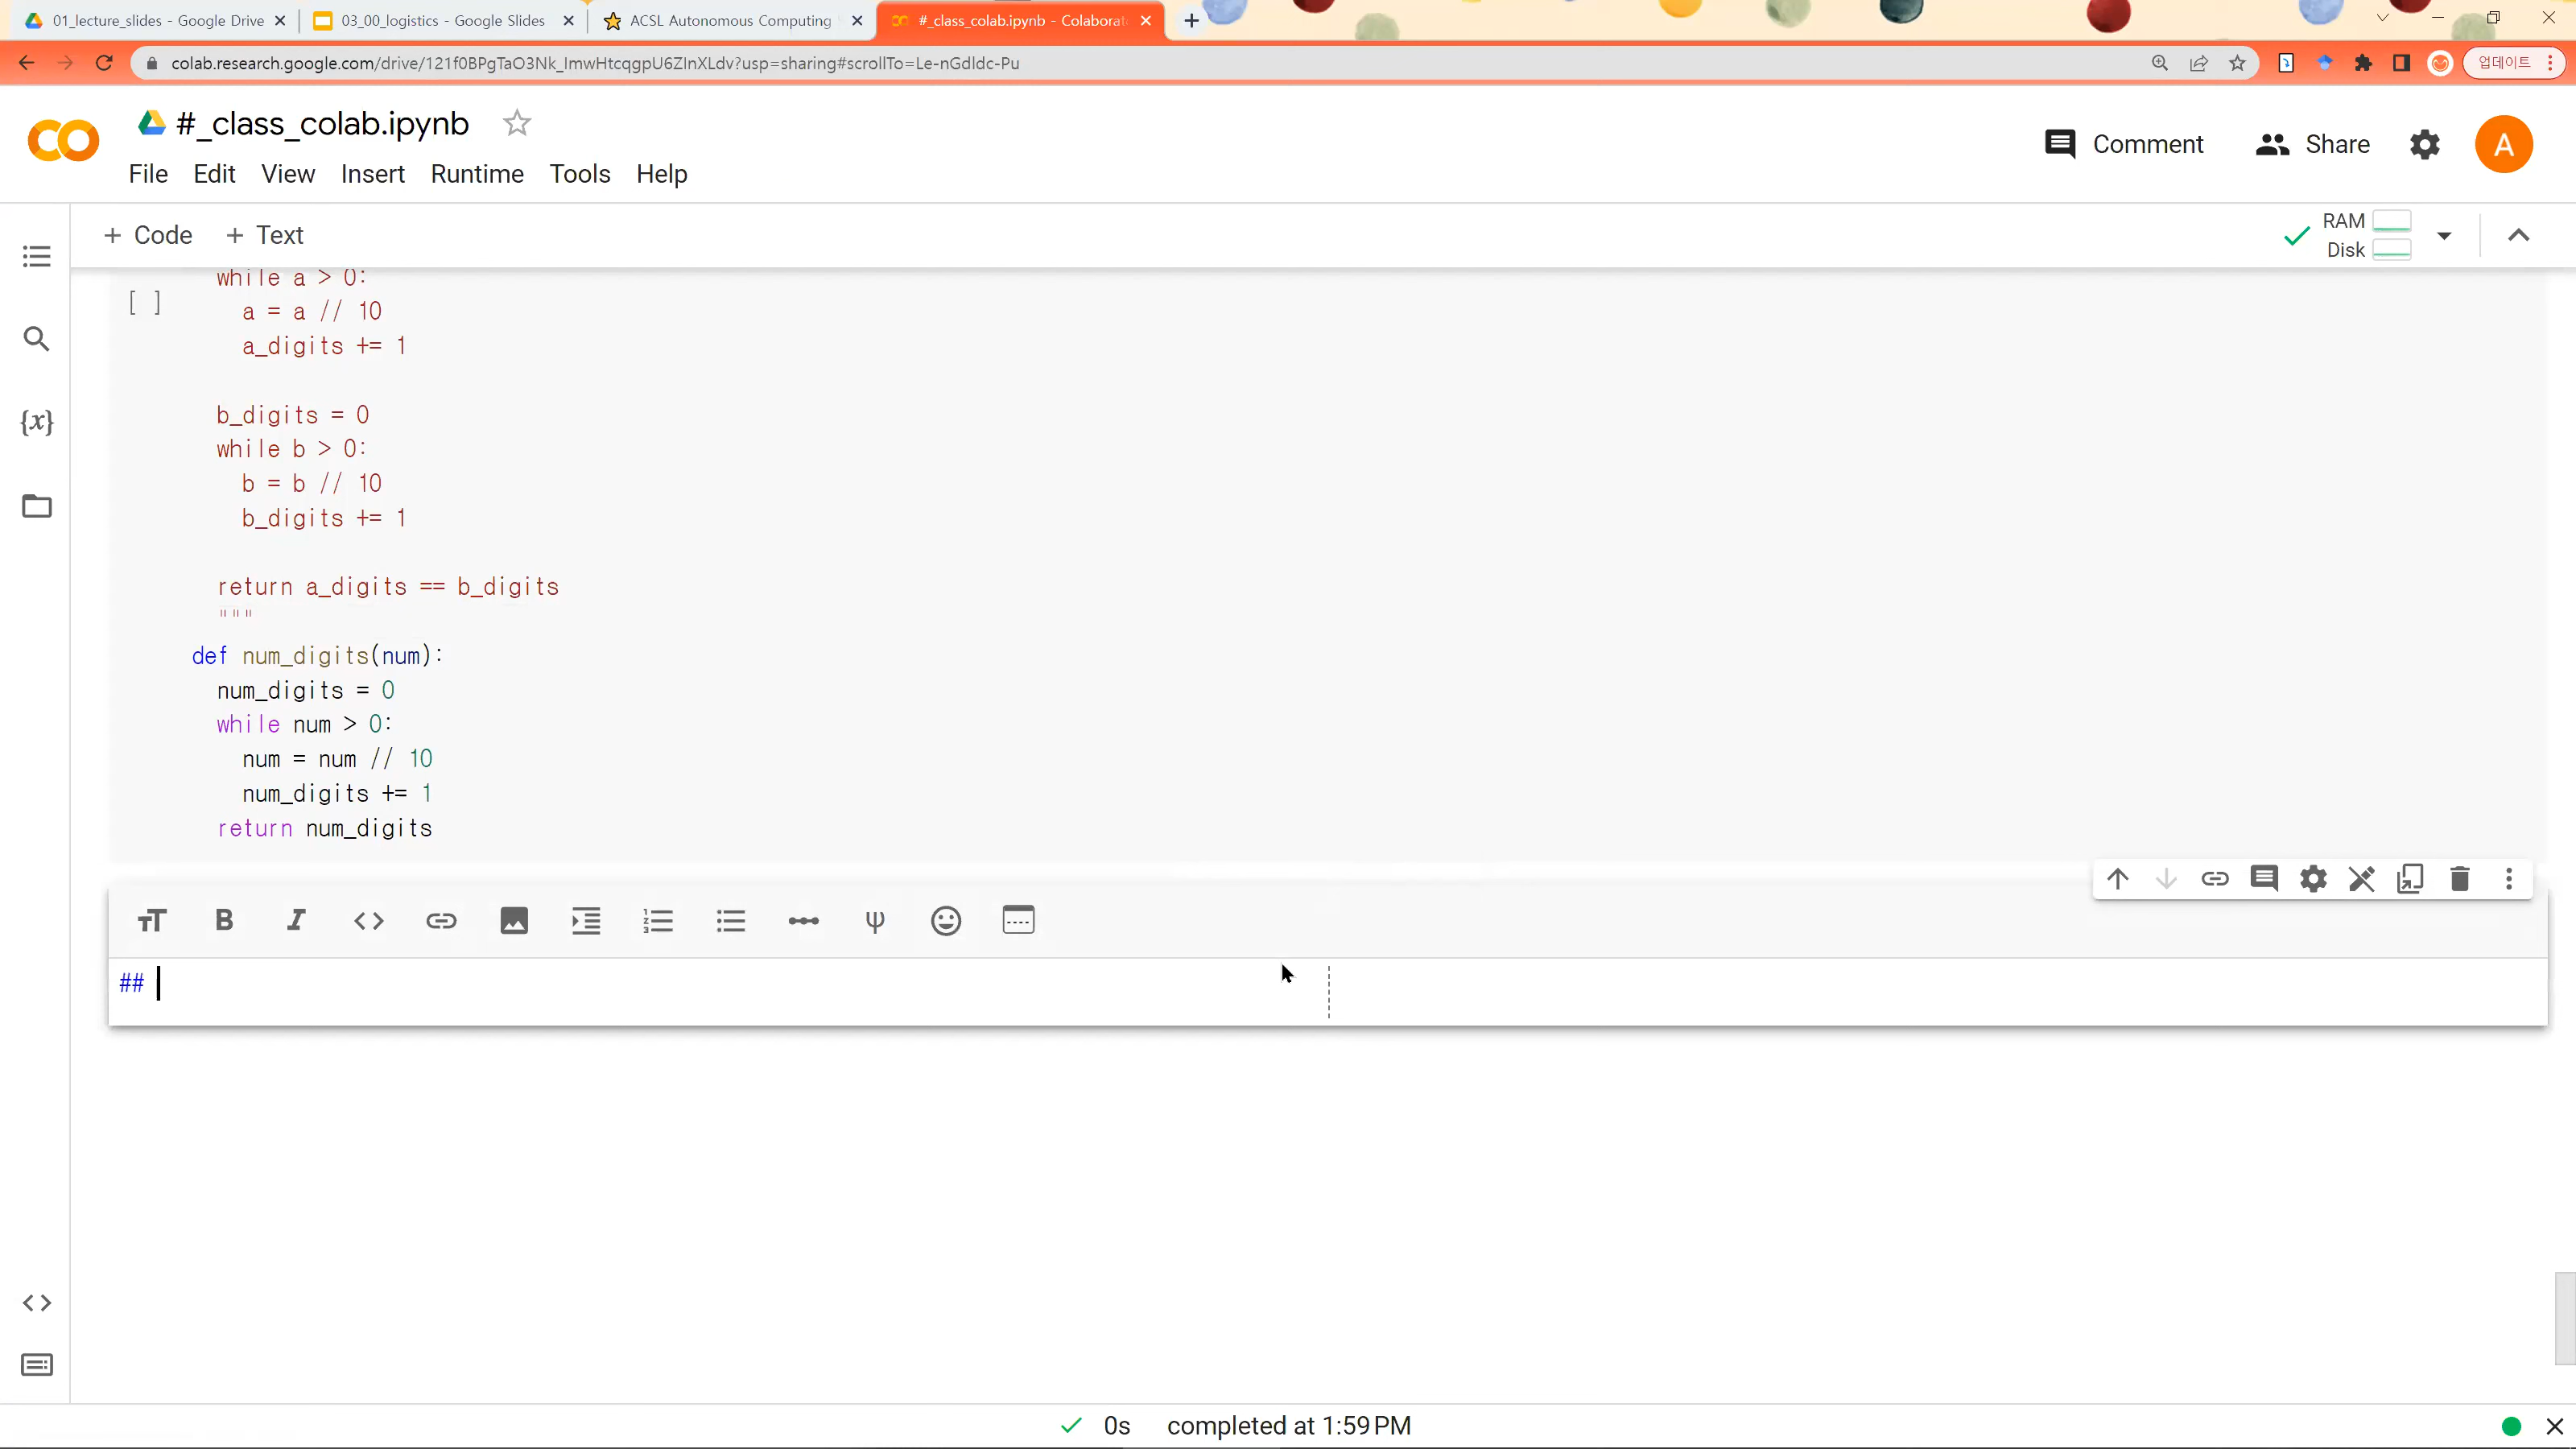 01_lecture_slides - Google Drive
03_00_logistics - Google Slides
ACSL Autonomous Computing
#_class_colab.ipynb - Colaborat
colab.research.google.com/drive/121f0BPgTaO3Nk_ImwHtcqgpU6ZInXLdv?usp=sharing#scrollTo=Le-nGdldc-Pu
업데이트
#_class_colab.ipynb
File Edit View Insert Runtime Tools Help
Comment
Share
A
+ Code + Text
RAM
Disk
[ ]
while a > 0:
a = a // 10
a_digits += 1
b_digits = 0
while b > 0:
b = b // 10
b_digits += 1
return a_digits == b_digits
"""
def num_digits(num):
num_digits = 0
while num > 0:
num = num // 10
num_digits += 1
return num_digits
##
0s completed at 1:59 PM